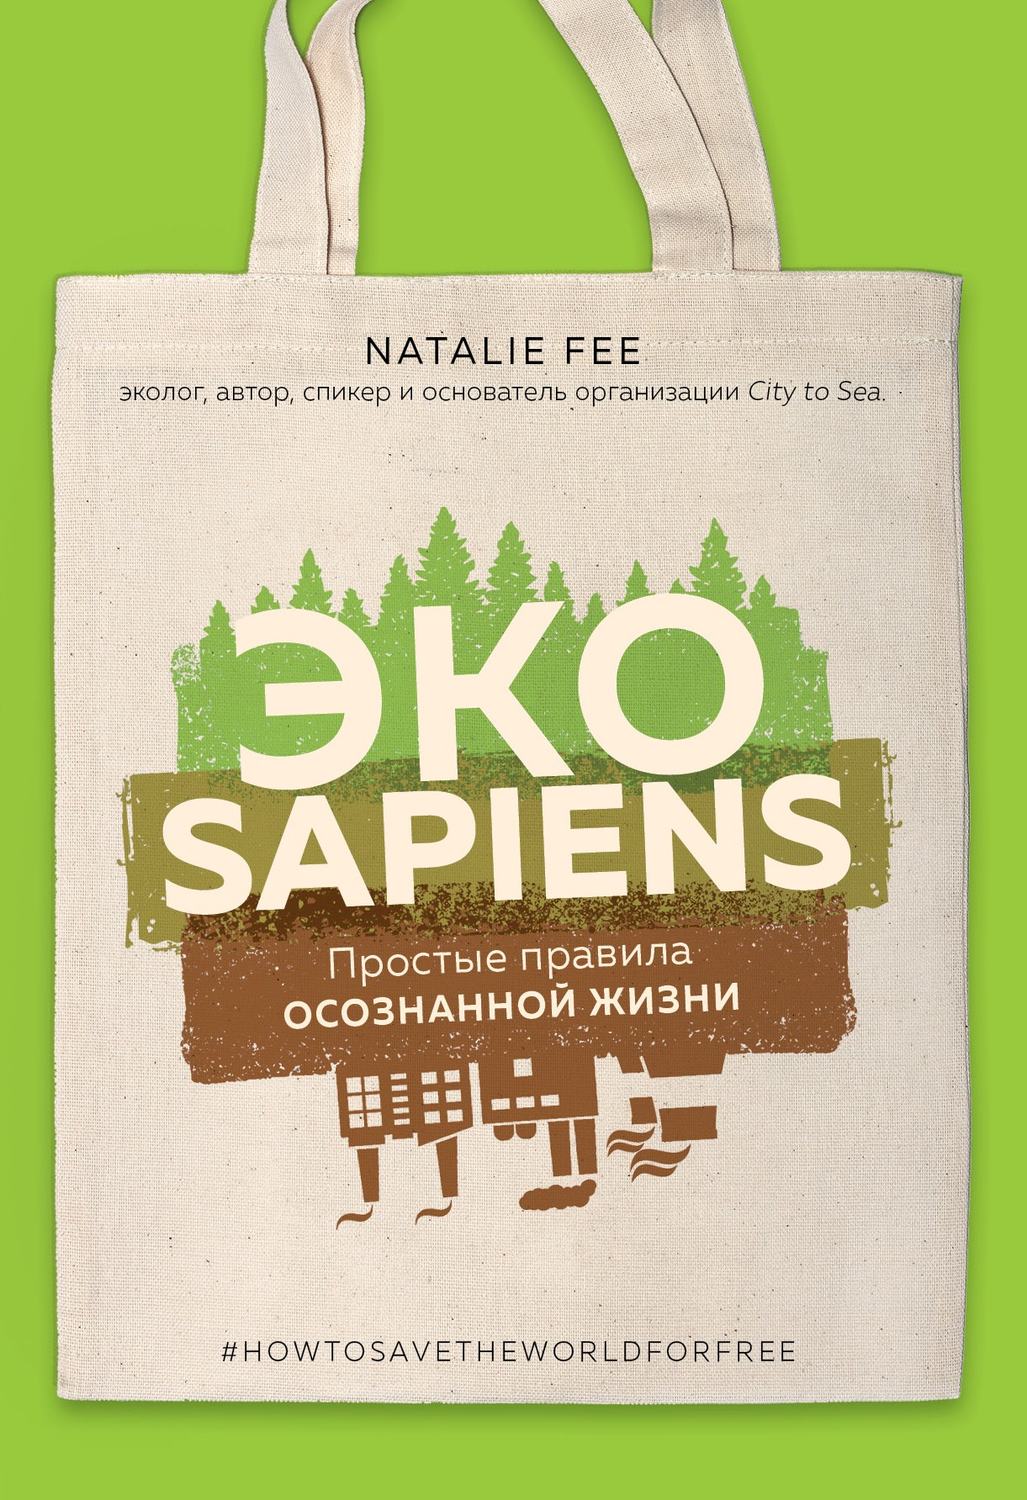 NATALIE FEE
эколог, автор, спикер и основатель организации City to Sea.
ЭКО
SAPIENS
Простые правила
ОСОЗНАННОЙ ЖИЗНИ
#HOWTOSAVETHEWORLDFORFREE